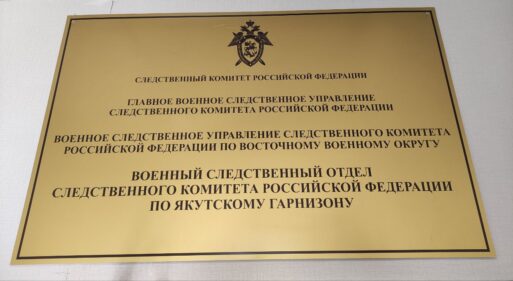 СЛЕДСТВЕННЫЙ КОМИТЕТ РОССИЙСКОЙ ФЕДЕРАЦИИ
ГЛАВНОЕ ВОЕННОЕ СЛЕДСТВЕННОЕ УПРАВЛЕНИЕ
СЛЕДСТВЕННОГО КОМИТЕТА РОССИЙСКОЙ ФЕДЕРАЦИИ
ВОЕННОЕ СЛЕДСТВЕННОЕ УПРАВЛЕНИЕ СЛЕДСТВЕННОГО КОМИТЕТА
РОССИЙСКОЙ ФЕДЕРАЦИИ ПО ВОСТОЧНОМУ ВОЕННОМУ ОКРУГУ
ВОЕННЫЙ СЛЕДСТВЕННЫЙ ОТДЕЛ
СЛЕДСТВЕННОГО КОМИТЕТА РОССИЙСКОЙ ФЕДЕРАЦИИ
ПО ЯКУТСКОМУ ГАРНИЗОНУ